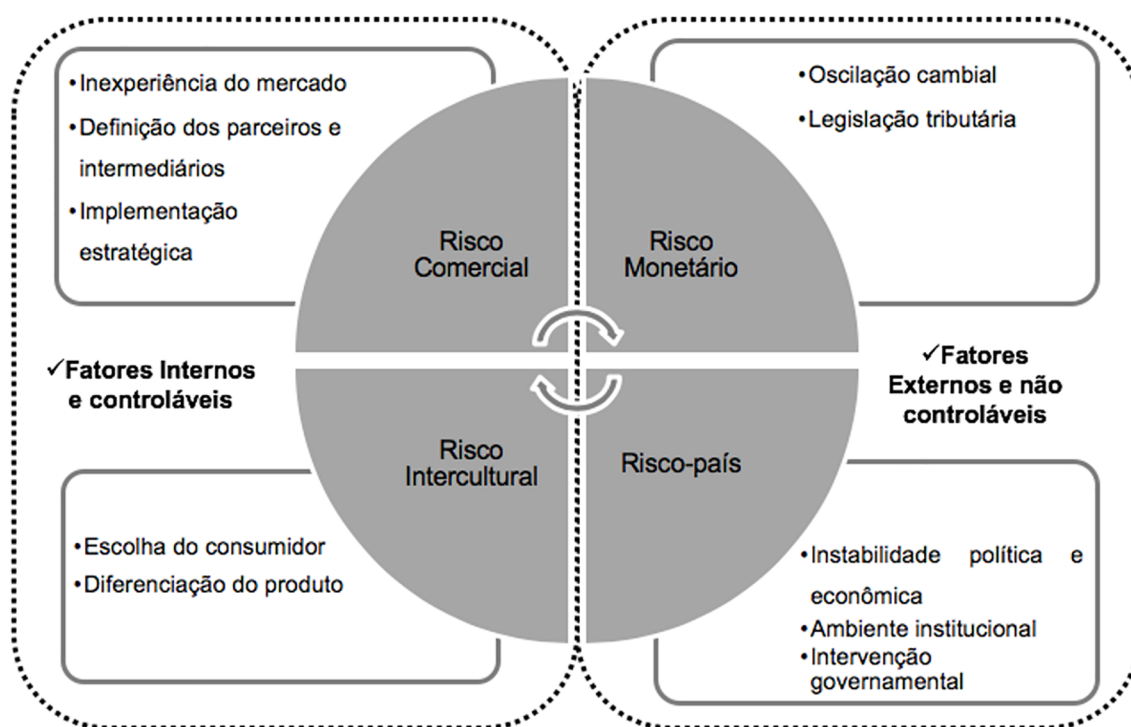 •Inexperiência do mercado
•Definição dos parceiros e
intermediários
•Implementação
estratégica
Risco
Comercial
•Oscilação cambial
•Legislação tributária
Risco
Monetário
✓Fatores Internos
e controláveis
✓Fatores
Externos e não
controláveis
Risco
Intercultural
•Escolha do consumidor
•Diferenciação do produto
Risco-país
•Instabilidade política e
econômica
•Ambiente institucional
•Intervenção
governamental